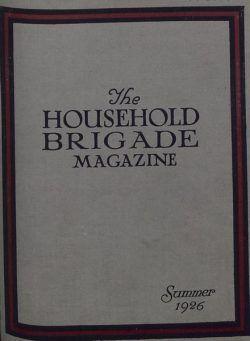 The
HOUSEHOLD
BRIGADE
MAGAZINE
Summer
1926